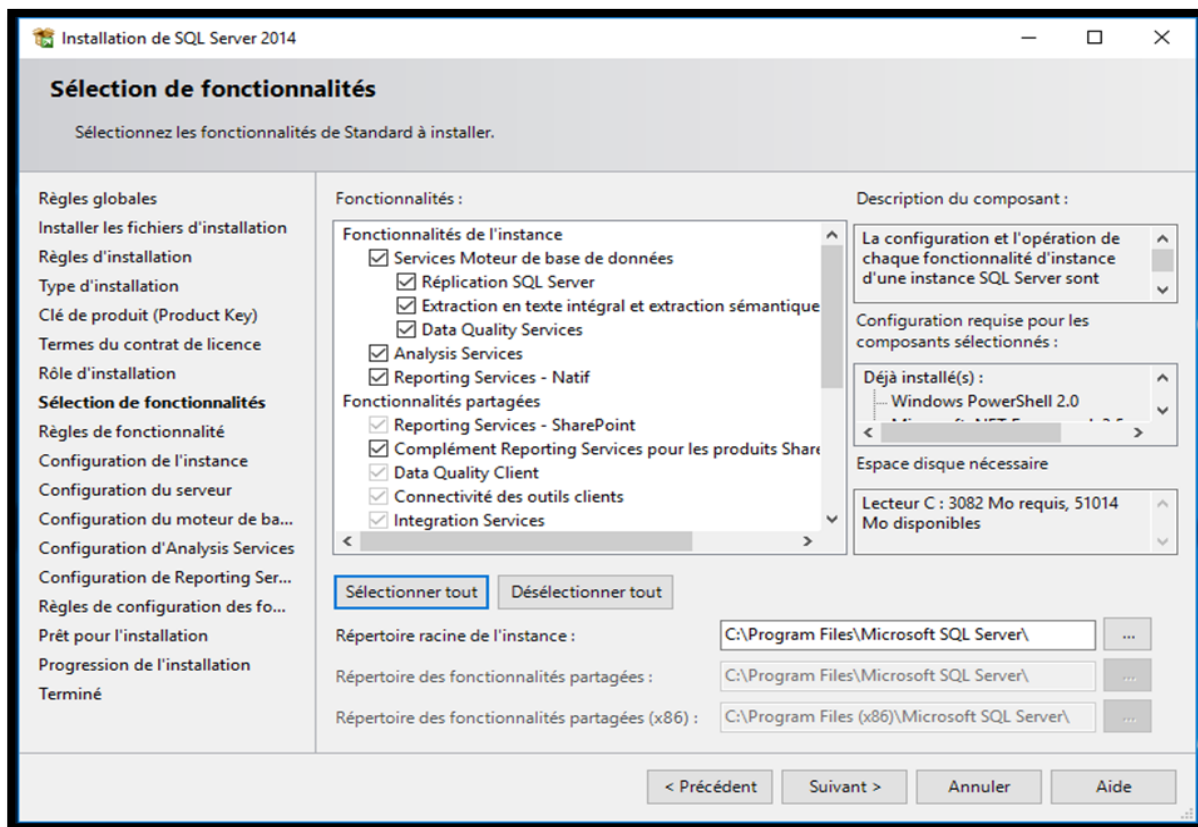 Installation de SQL Server 2014
Sélection de fonctionnalités
Sélectionnez les fonctionnalités de Standard à installer.
Règles globales
Installer les fichiers d'installation
Règles d'installation
Type d'installation
Clé de produit (Product Key)
Termes du contrat de licence
Rôle d'installation
Sélection de fonctionnalités
Règles de fonctionnalité
Configuration de l'instance
Configuration du serveur
Configuration du moteur de ba...
Configuration d'Analysis Services
Configuration de Reporting Ser...
Règles de configuration des fo...
Prêt pour l'installation
Progression de l'installation
Terminé
Fonctionnalités :
Fonctionnalités de l'instance
Services Moteur de base de données
Réplication SQL Server
Extraction en texte intégral et extraction sémantique
Data Quality Services
Analysis Services
Reporting Services - Natif
Fonctionnalités partagées
Reporting Services - SharePoint
Complément Reporting Services pour les produits Share
Data Quality Client
Connectivité des outils clients
Integration Services
Description du composant :
La configuration et l'opération de
chaque fonctionnalité d'instance
d'une instance SQL Server sont
Configuration requise pour les
composants sélectionnés :
Déjà installé(s) :
Windows PowerShell 2.0
Espace disque nécessaire
Lecteur C : 3082 Mo requis, 51014
Mo disponibles
Sélectionner tout
Désélectionner tout
Répertoire racine de l'instance :
C:\Program Files\Microsoft SQL Server\
...
Répertoire des fonctionnalités partagées :
C:\Program Files\Microsoft SQL Server\
...
Répertoire des fonctionnalités partagées (x86) :
C:\Program Files (x86)\Microsoft SQL Server\
...
< Précédent
Suivant >
Annuler
Aide